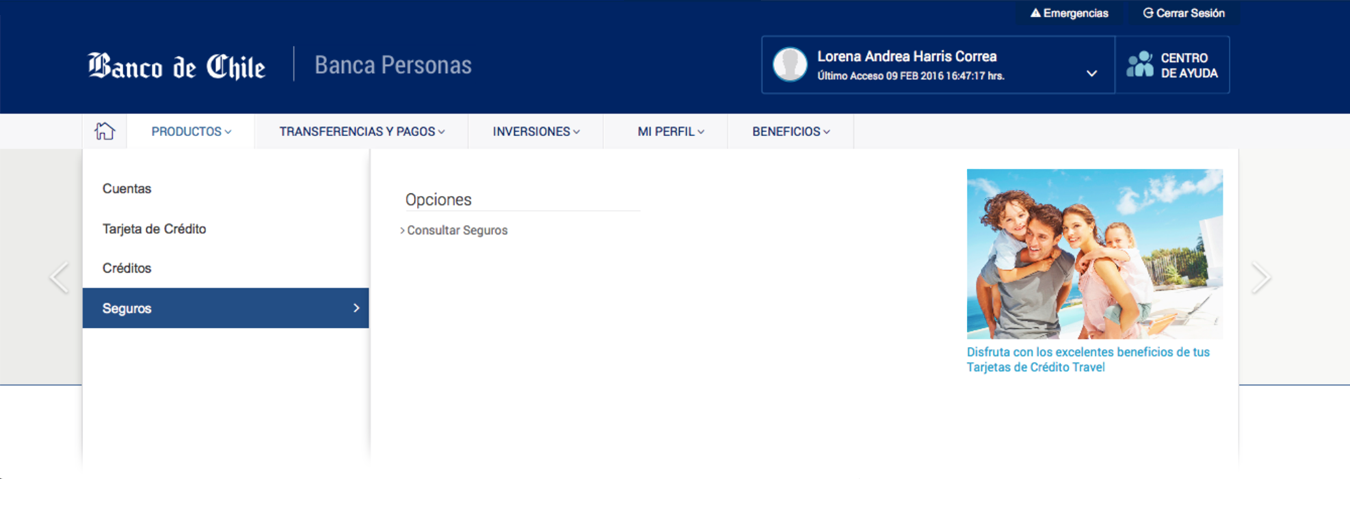 Emergencias Cerrar Sesión
Banco de Chile Banca Personas
Lorena Andrea Harris Correa
Último Acceso 09 FEB 2016 16:47:17 hrs.
CENTRO
DE AYUDA
PRODUCTOS TRANSFERENCIAS Y PAGOS INVERSIONES MI PERFIL BENEFICIOS
Cuentas
Tarjeta de Crédito
Créditos
Seguros
Opciones
Consultar Seguros
Disfruta con los excelentes beneficios de tus
Tarjetas de Crédito Travel